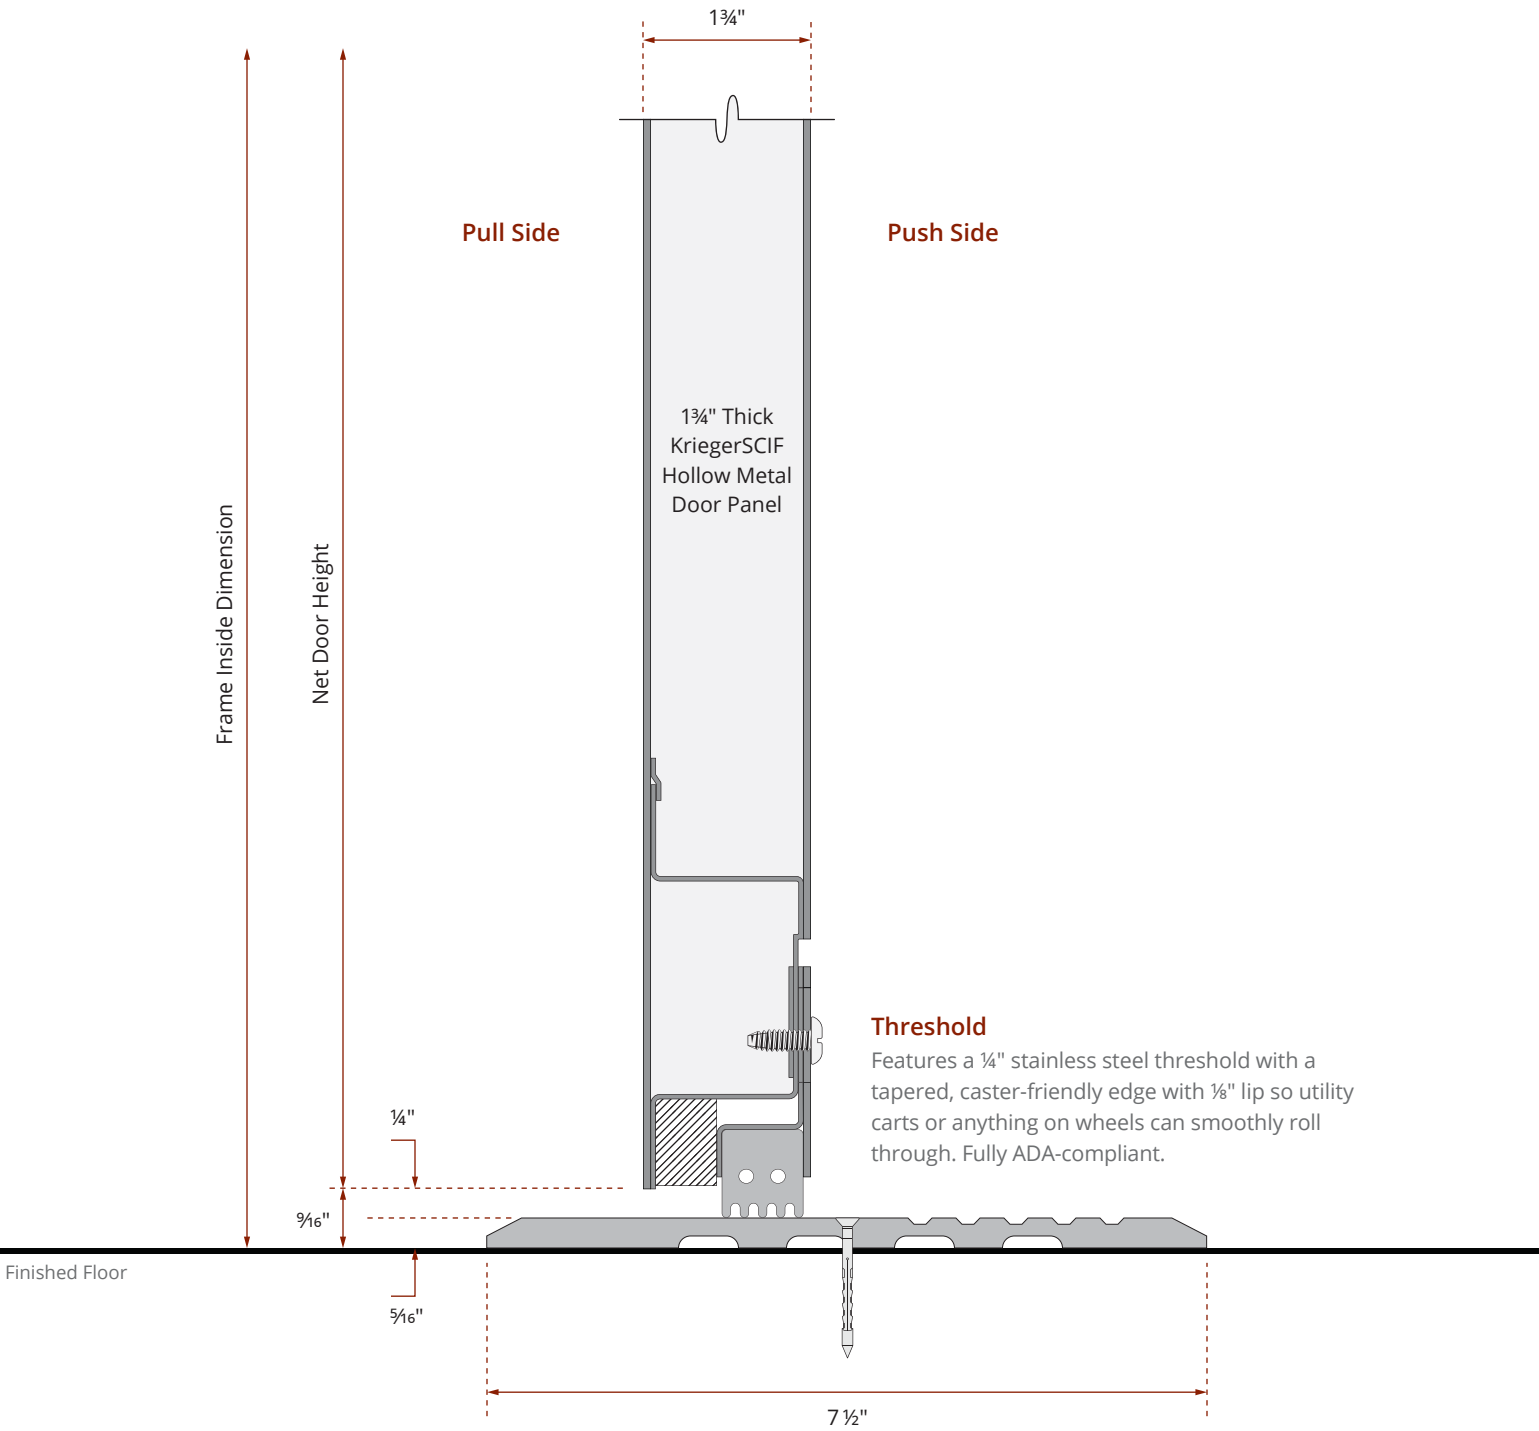 1¾"
Pull Side
Push Side
1¾" Thick
KriegerSCIF
Hollow Metal
Door Panel
Frame Inside Dimension
Net Door Height
Threshold
Features a ¼" stainless steel threshold with a
tapered, caster-friendly edge with ⅛" lip so utility
carts or anything on wheels can smoothly roll
through. Fully ADA-compliant.
¼"
9⁄16"
Finished Floor
5⁄16"
7 ½"